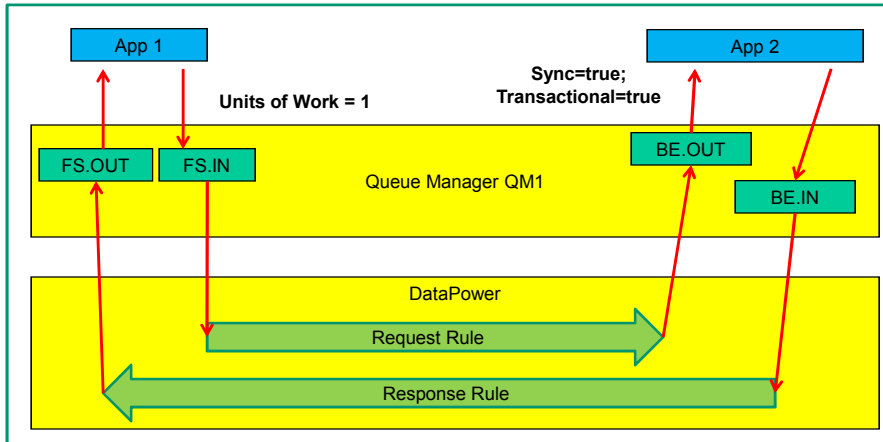 App 1
App 2
Sync=true;
Transactional=true
Units of Work = 1
FS.OUT
FS.IN
BE.OUT
Queue Manager QM1
BE.IN
DataPower
Request Rule
Response Rule